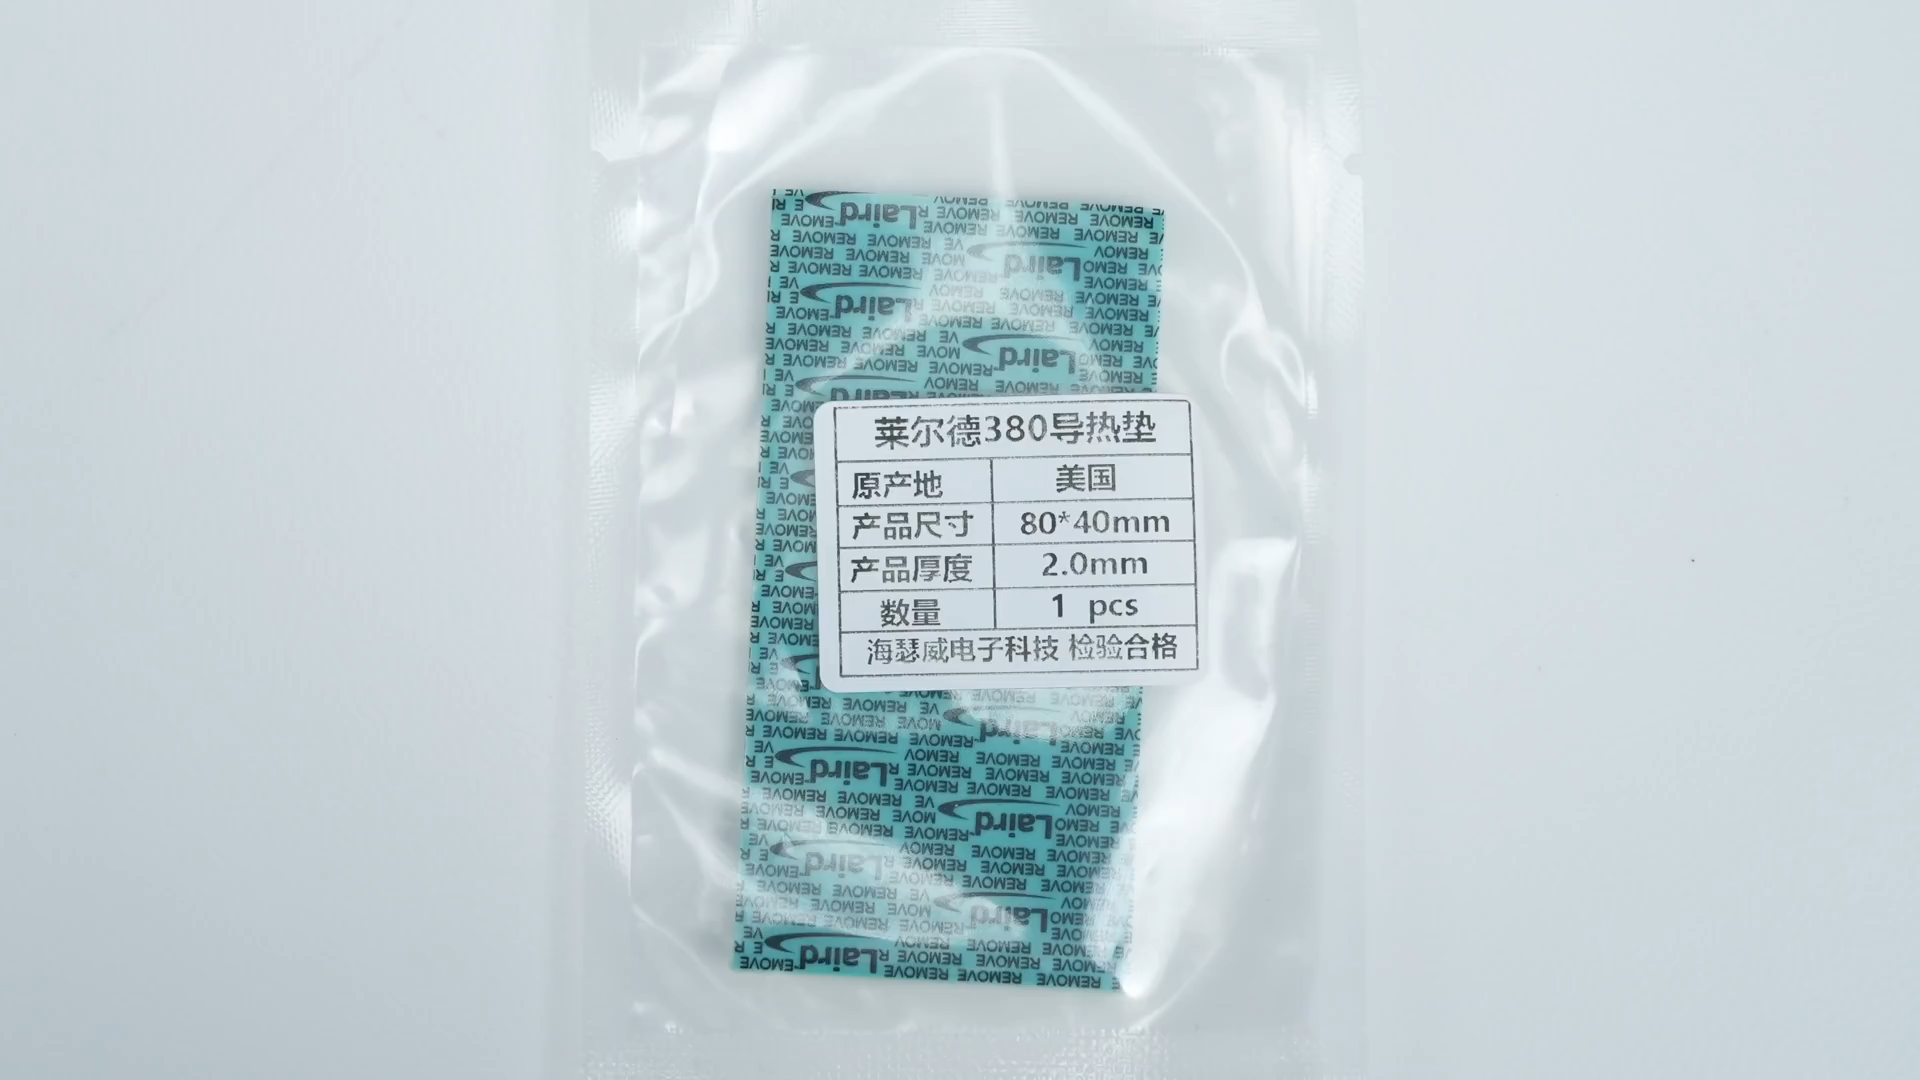 莱尔德380导热垫
原产地 美国
产品尺寸 80*40mm
产品厚度 2.0mm
数量 1 pcs
海瑟威电子科技 检验合格
Laird
REMOVE